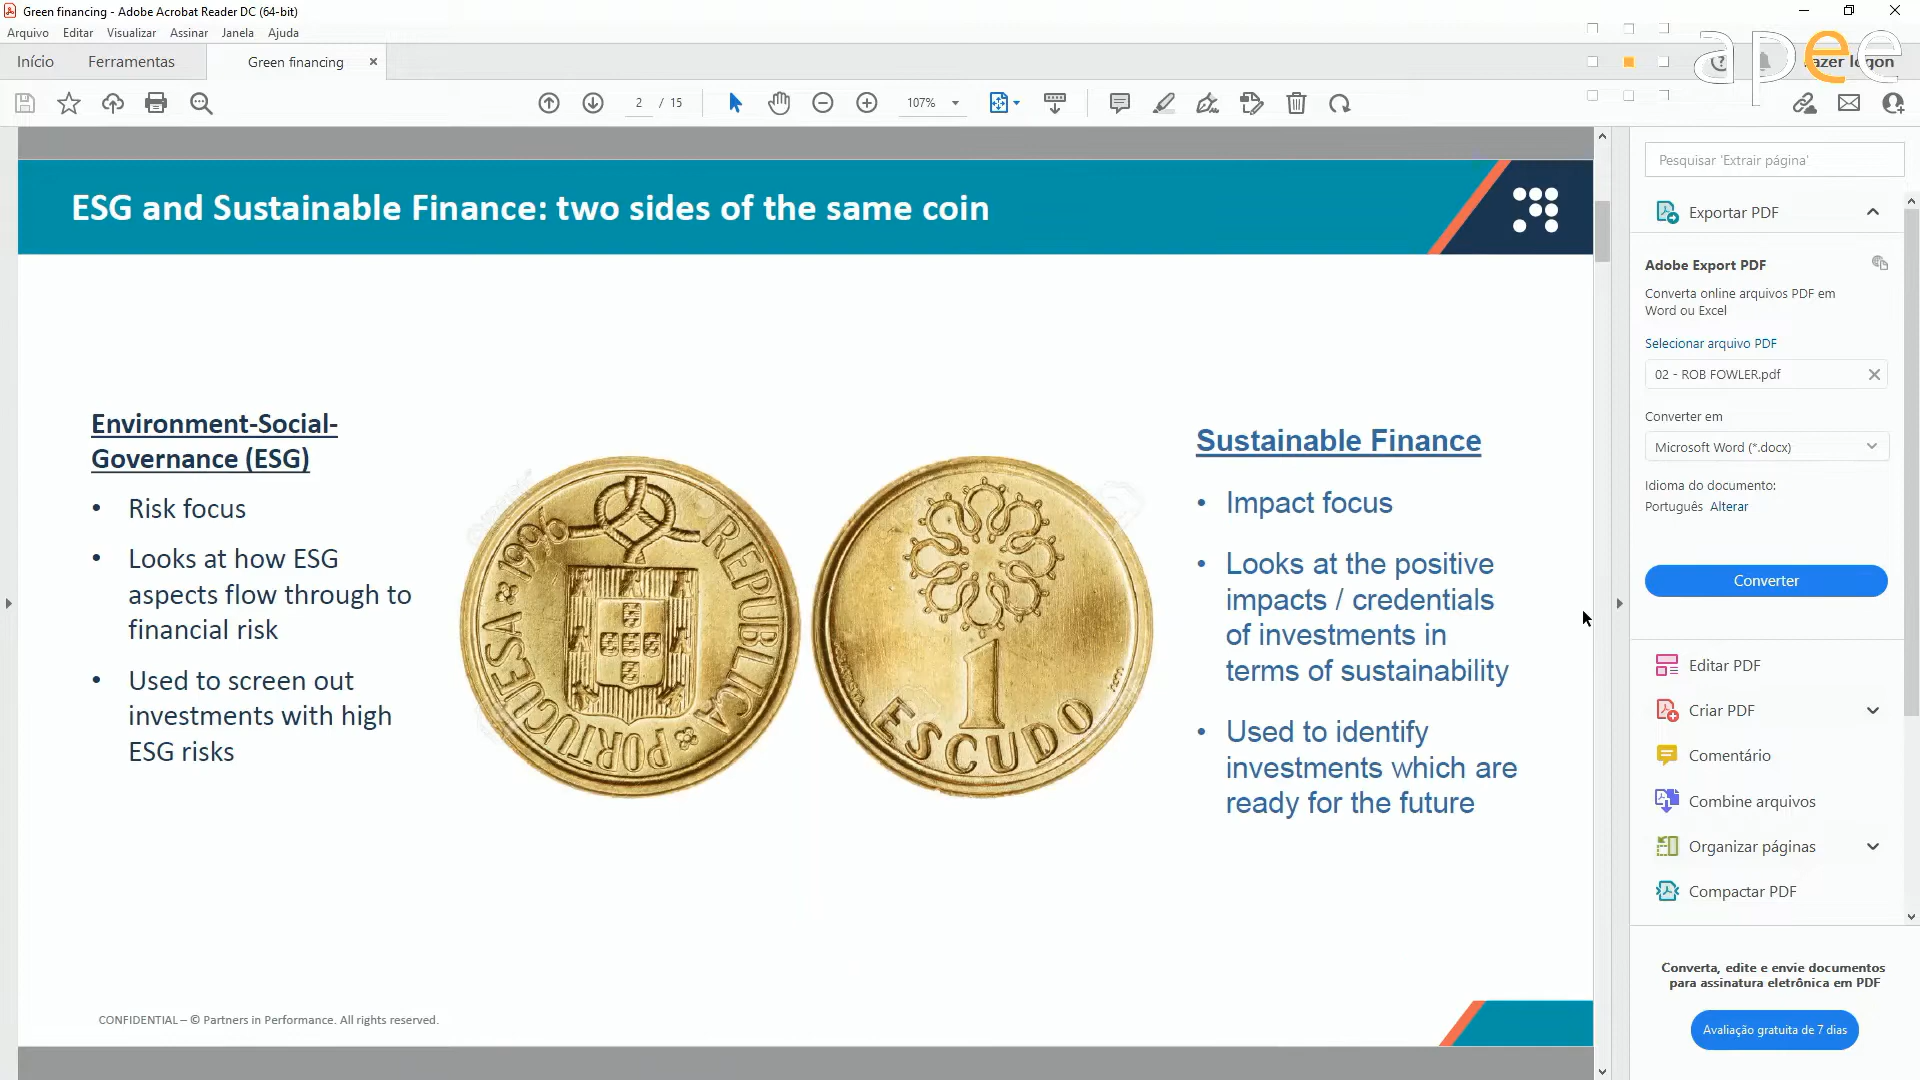 Green financing - Adobe Acrobat Reader DC (64-bit)
Arquivo Editar Visualizar Assinar Janela Ajuda
Início Ferramentas Green financing
apee
azer logon
2 / 15
107%
ESG and Sustainable Finance: two sides of the same coin
Environment-Social-
Governance (ESG)
• Risk focus
• Looks at how ESG
aspects flow through to
financial risk
• Used to screen out
investments with high
ESG risks
1996 REPUBLICA PORTUGUESA
1
ESCUDO
Sustainable Finance
• Impact focus
• Looks at the positive
impacts / credentials
of investments in
terms of sustainability
• Used to identify
investments which are
ready for the future
CONFIDENTIAL – © Partners in Performance. All rights reserved.
Pesquisar 'Extrair página'
Exportar PDF
Adobe Export PDF
Converta online arquivos PDF em
Word ou Excel
Selecionar arquivo PDF
02 - ROB FOWLER.pdf
Converter em
Microsoft Word (*.docx)
Idioma do documento:
Português Alterar
Converter
Editar PDF
Criar PDF
Comentário
Combine arquivos
Organizar páginas
Compactar PDF
Converta, edite e envie documentos
para assinatura eletrônica em PDF
Avaliação gratuita de 7 dias